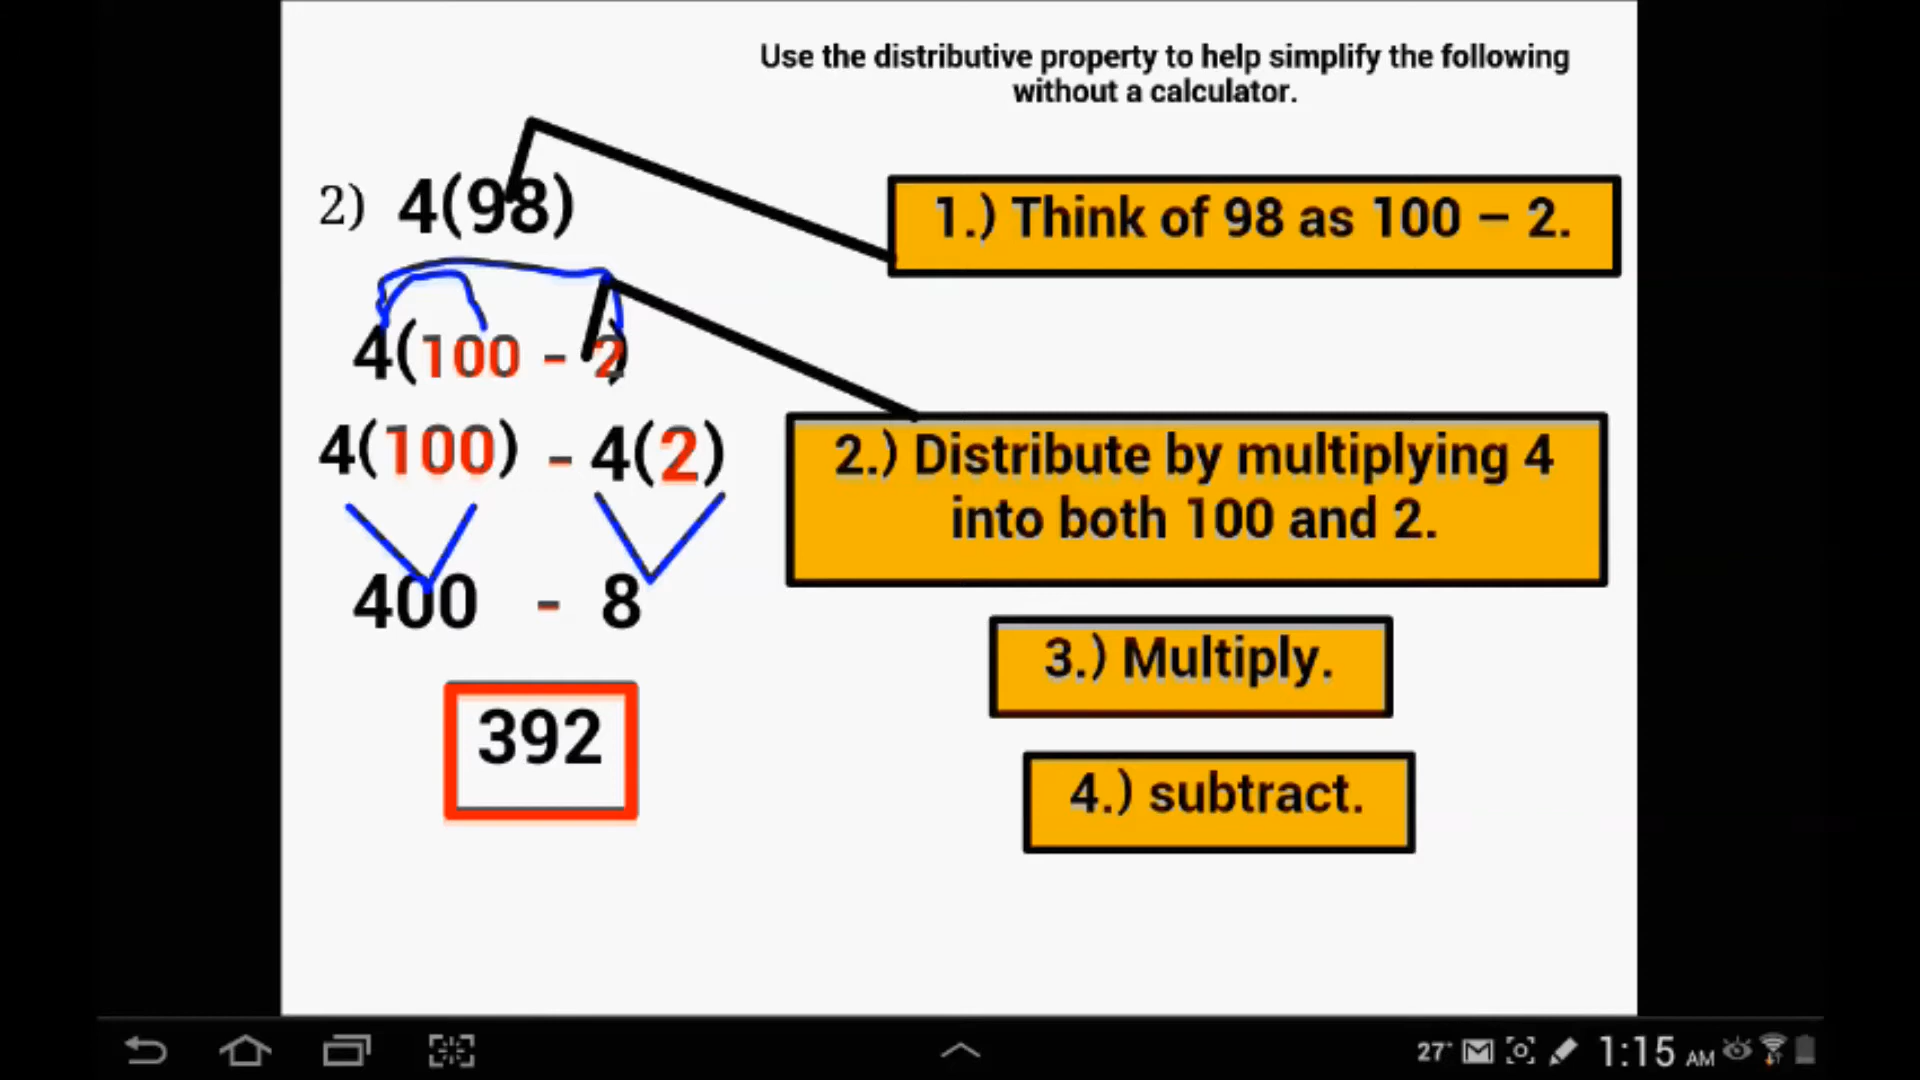 Use the distributive property to help simplify the following
without a calculator.
2) 4(98)
1.) Think of 98 as 100 – 2.
4(100 - 2)
4(100) - 4(2)
2.) Distribute by multiplying 4
into both 100 and 2.
400 - 8
3.) Multiply.
392
4.) subtract.
27° 1:15 AM